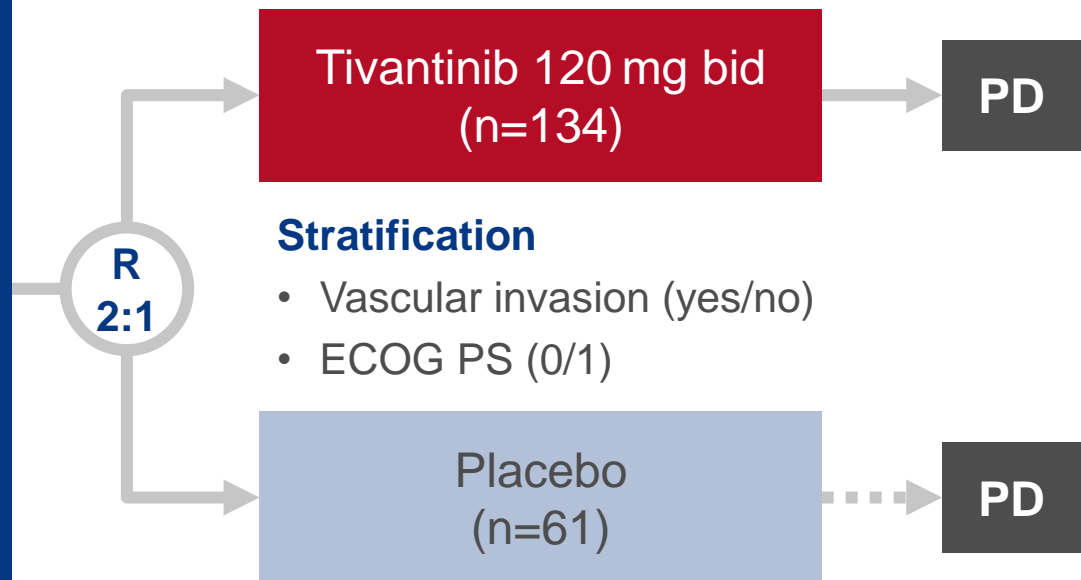 Tivantinib 120 mg bid
(n=134)
PD
R
2:1
Stratification
• Vascular invasion (yes/no)
• ECOG PS (0/1)
Placebo
(n=61)
PD